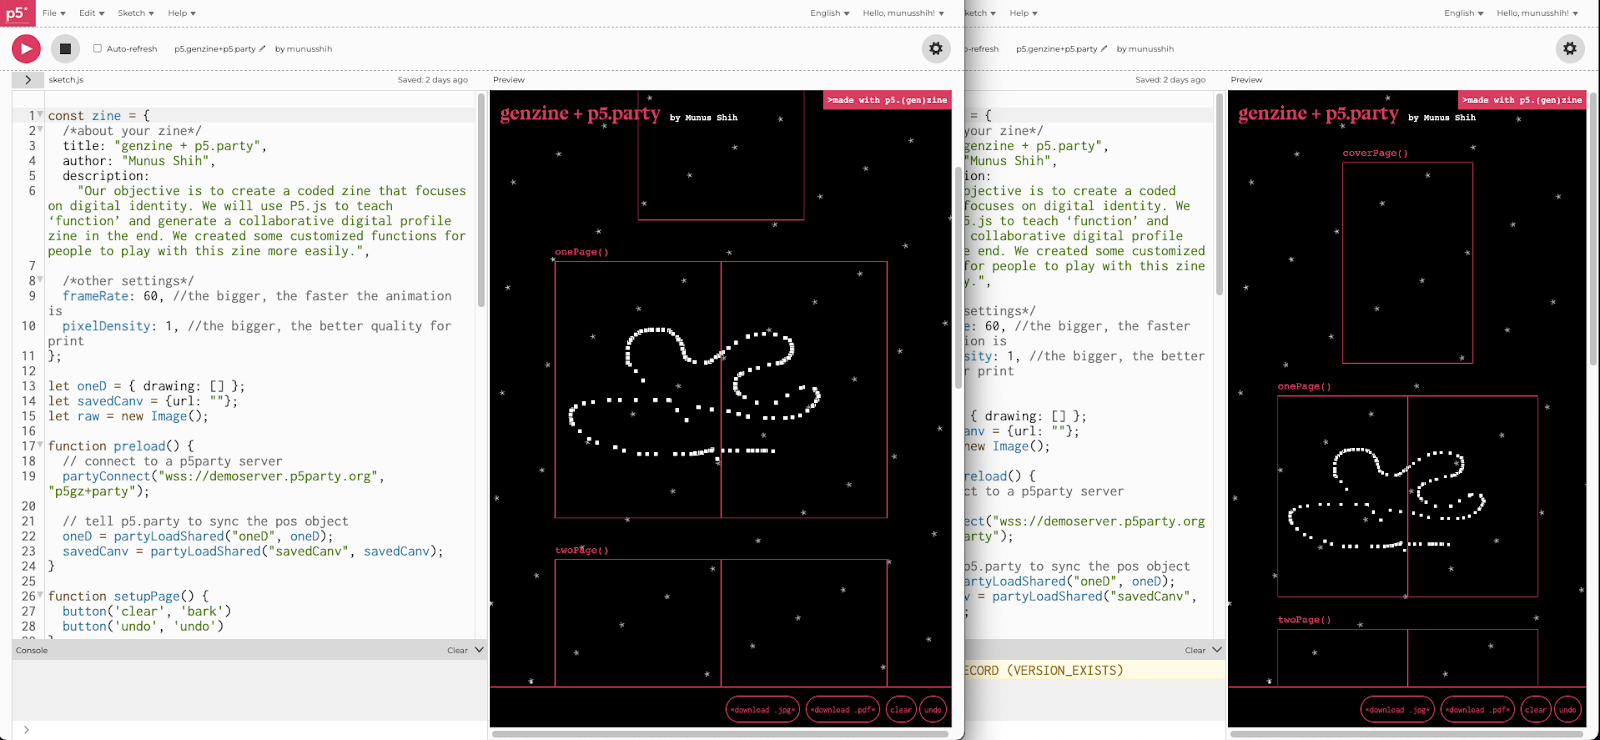 p5* File Edit Sketch Help English Hello, munusshih!
Auto-refresh p5.genzine+p5.party by munusshih
sketch.js Saved: 2 days ago Preview
1 const zine = {
2 /*about your zine*/
3 title: "genzine + p5.party",
4 author: "Munus Shih",
5 description:
6 "Our objective is to create a coded zine that focuses
on digital identity. We will use P5.js to teach
‘function’ and generate a collaborative digital profile
zine in the end. We created some customized functions for
people to play with this zine more easily.",
7
8 /*other settings*/
9 frameRate: 60, //the bigger, the faster the animation
is
10 pixelDensity: 1, //the bigger, the better quality for
print
11 };
12
13 let oneD = { drawing: [] };
14 let savedCanv = {url: ""};
15 let raw = new Image();
16
17 function preload() {
18 // connect to a p5party server
19 partyConnect("wss://demoserver.p5party.org",
"p5gz+party");
20
21 // tell p5.party to sync the pos object
22 oneD = partyLoadShared("oneD", oneD);
23 savedCanv = partyLoadShared("savedCanv", savedCanv);
24 }
25
26 function setupPage() {
27 button('clear', 'bark')
28 button('undo', 'undo')
Console Clear
>made with p5.(gen)zine
genzine + p5.party by Munus Shih
onePage()
twoPage()
*download .jpg* *download .pdf* clear undo
ketch Help English Hello, munusshih!
o-refresh p5.genzine+p5.party by munusshih
Saved: 2 days ago Preview
= {
your zine*/
genzine + p5.party",
"Munus Shih",
ion:
bjective is to create a coded
focuses on digital identity. We
5.js to teach ‘function’ and
collaborative digital profile
e end. We created some customized
for people to play with this zine
y.",
settings*/
e: 60, //the bigger, the faster
ion is
sity: 1, //the bigger, the better
r print
{ drawing: [] };
anv = {url: ""};
new Image();
reload() {
ct to a p5party server
ect("wss://demoserver.p5party.org
arty");
p5.party to sync the pos object
artyLoadShared("oneD", oneD);
v = partyLoadShared("savedCanv",
;
Clear
ECORD (VERSION_EXISTS)
>made with p5.(gen)zine
genzine + p5.party by Munus Shih
coverPage()
onePage()
twoPage()
*download .jpg* *download .pdf* clear undo